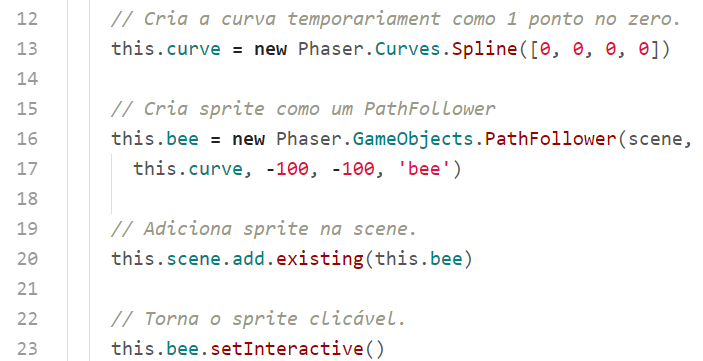 12 // Cria a curva temporariament como 1 ponto no zero.
13 this.curve = new Phaser.Curves.Spline([0, 0, 0, 0])
14
15 // Cria sprite como um PathFollower
16 this.bee = new Phaser.GameObjects.PathFollower(scene,
17 this.curve, -100, -100, 'bee')
18
19 // Adiciona sprite na scene.
20 this.scene.add.existing(this.bee)
21
22 // Torna o sprite clicável.
23 this.bee.setInteractive()